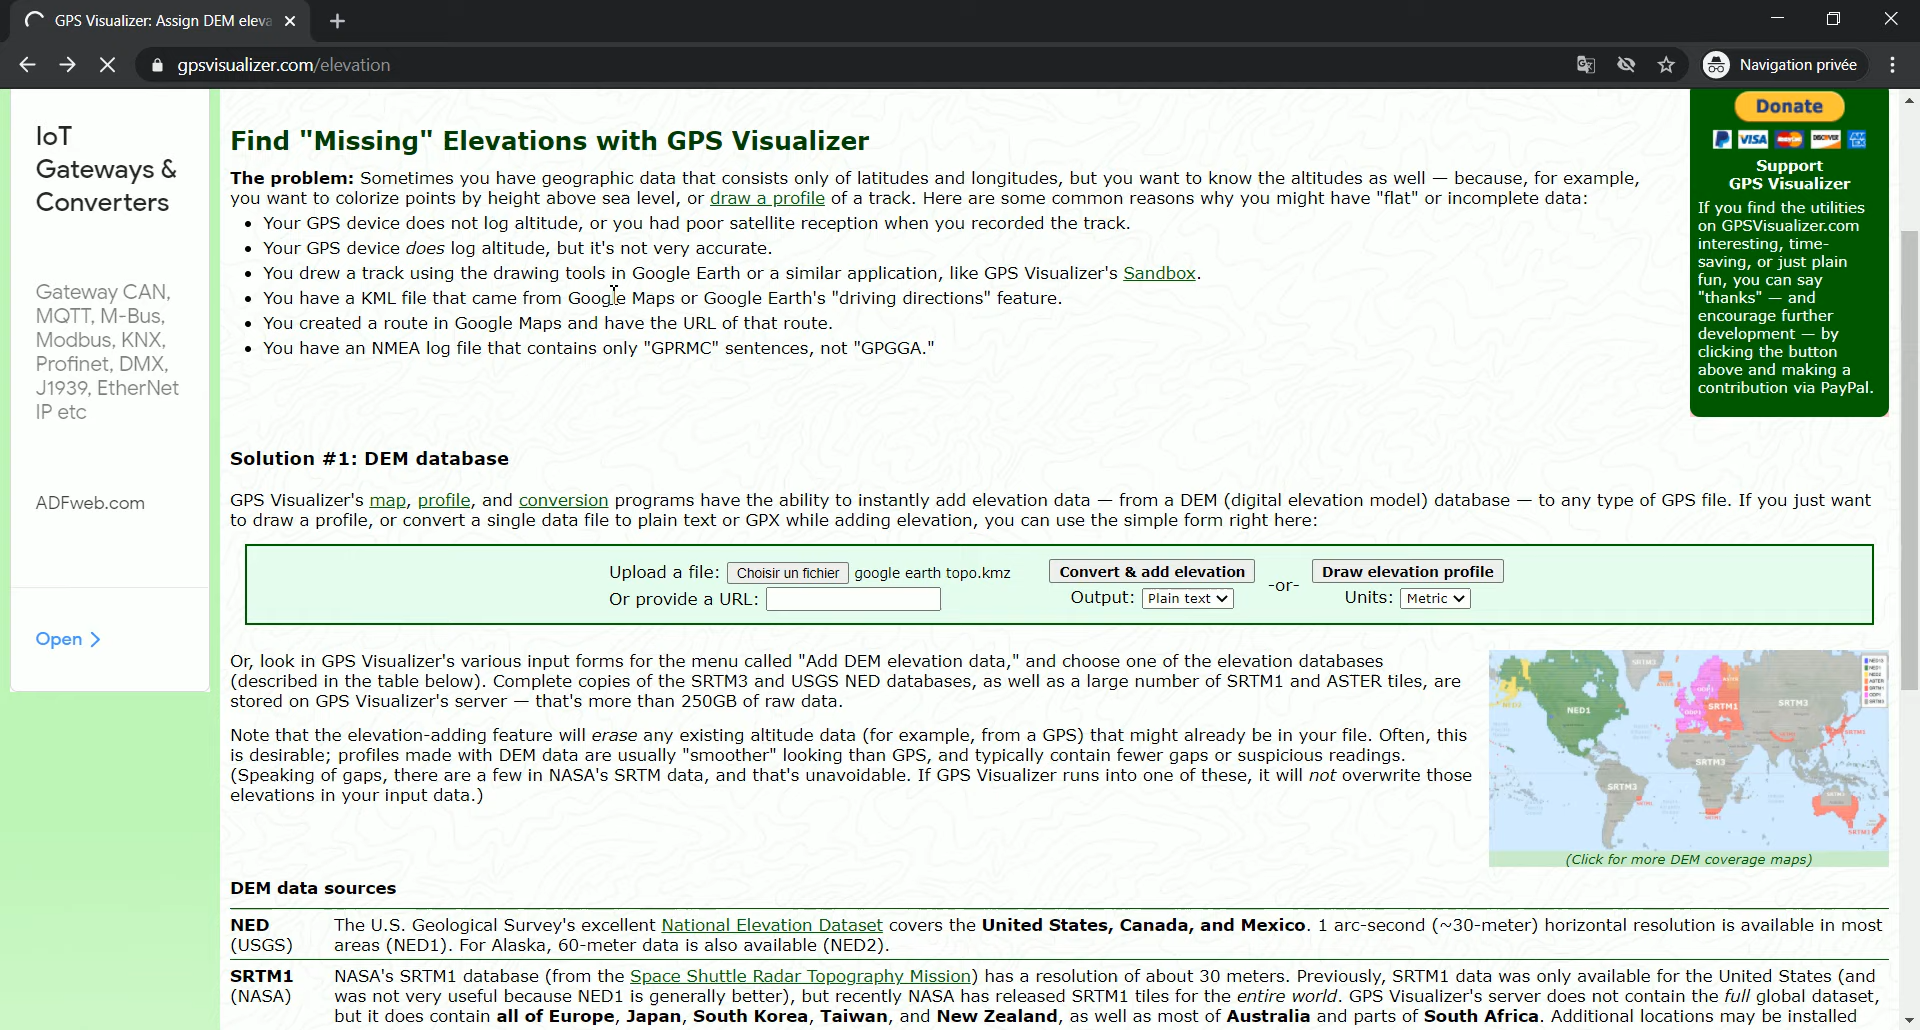 GPS Visualizer: Assign DEM eleva
gpsvisualizer.com/elevation
Navigation privée
IoT
Gateways &
Converters
Gateway CAN,
MQTT, M-Bus,
Modbus, KNX,
Profinet, DMX,
J1939, EtherNet
IP etc
ADFweb.com
Open
Find "Missing" Elevations with GPS Visualizer
The problem: Sometimes you have geographic data that consists only of latitudes and longitudes, but you want to know the altitudes as well — because, for example,
you want to colorize points by height above sea level, or draw a profile of a track. Here are some common reasons why you might have "flat" or incomplete data:
• Your GPS device does not log altitude, or you had poor satellite reception when you recorded the track.
• Your GPS device does log altitude, but it's not very accurate.
• You drew a track using the drawing tools in Google Earth or a similar application, like GPS Visualizer's Sandbox.
• You have a KML file that came from Google Maps or Google Earth's "driving directions" feature.
• You created a route in Google Maps and have the URL of that route.
• You have an NMEA log file that contains only "GPRMC" sentences, not "GPGGA."
Donate
PayPal VISA MasterCard DISCOVER AM EX
Support
GPS Visualizer
If you find the utilities
on GPSVisualizer.com
interesting, time-
saving, or just plain
fun, you can say
"thanks" — and
encourage further
development — by
clicking the button
above and making a
contribution via PayPal.
Solution #1: DEM database
GPS Visualizer's map, profile, and conversion programs have the ability to instantly add elevation data — from a DEM (digital elevation model) database — to any type of GPS file. If you just want
to draw a profile, or convert a single data file to plain text or GPX while adding elevation, you can use the simple form right here:
Upload a file: Choisir un fichier google earth topo.kmz
Or provide a URL:
Convert & add elevation
Output: Plain text
-or-
Draw elevation profile
Units: Metric
Or, look in GPS Visualizer's various input forms for the menu called "Add DEM elevation data," and choose one of the elevation databases
(described in the table below). Complete copies of the SRTM3 and USGS NED databases, as well as a large number of SRTM1 and ASTER tiles, are
stored on GPS Visualizer's server — that's more than 250GB of raw data.
Note that the elevation-adding feature will erase any existing altitude data (for example, from a GPS) that might already be in your file. Often, this
is desirable; profiles made with DEM data are usually "smoother" looking than GPS, and typically contain fewer gaps or suspicious readings.
(Speaking of gaps, there are a few in NASA's SRTM data, and that's unavoidable. If GPS Visualizer runs into one of these, it will not overwrite those
elevations in your input data.)
NED1
SRTM1
SRTM3
SRTM3
SRTM3
(Click for more DEM coverage maps)
DEM data sources
NED
(USGS)
The U.S. Geological Survey's excellent National Elevation Dataset covers the United States, Canada, and Mexico. 1 arc-second (~30-meter) horizontal resolution is available in most
areas (NED1). For Alaska, 60-meter data is also available (NED2).
SRTM1
(NASA)
NASA's SRTM1 database (from the Space Shuttle Radar Topography Mission) has a resolution of about 30 meters. Previously, SRTM1 data was only available for the United States (and
was not very useful because NED1 is generally better), but recently NASA has released SRTM1 tiles for the entire world. GPS Visualizer's server does not contain the full global dataset,
but it does contain all of Europe, Japan, South Korea, Taiwan, and New Zealand, as well as most of Australia and parts of South Africa. Additional locations may be installed